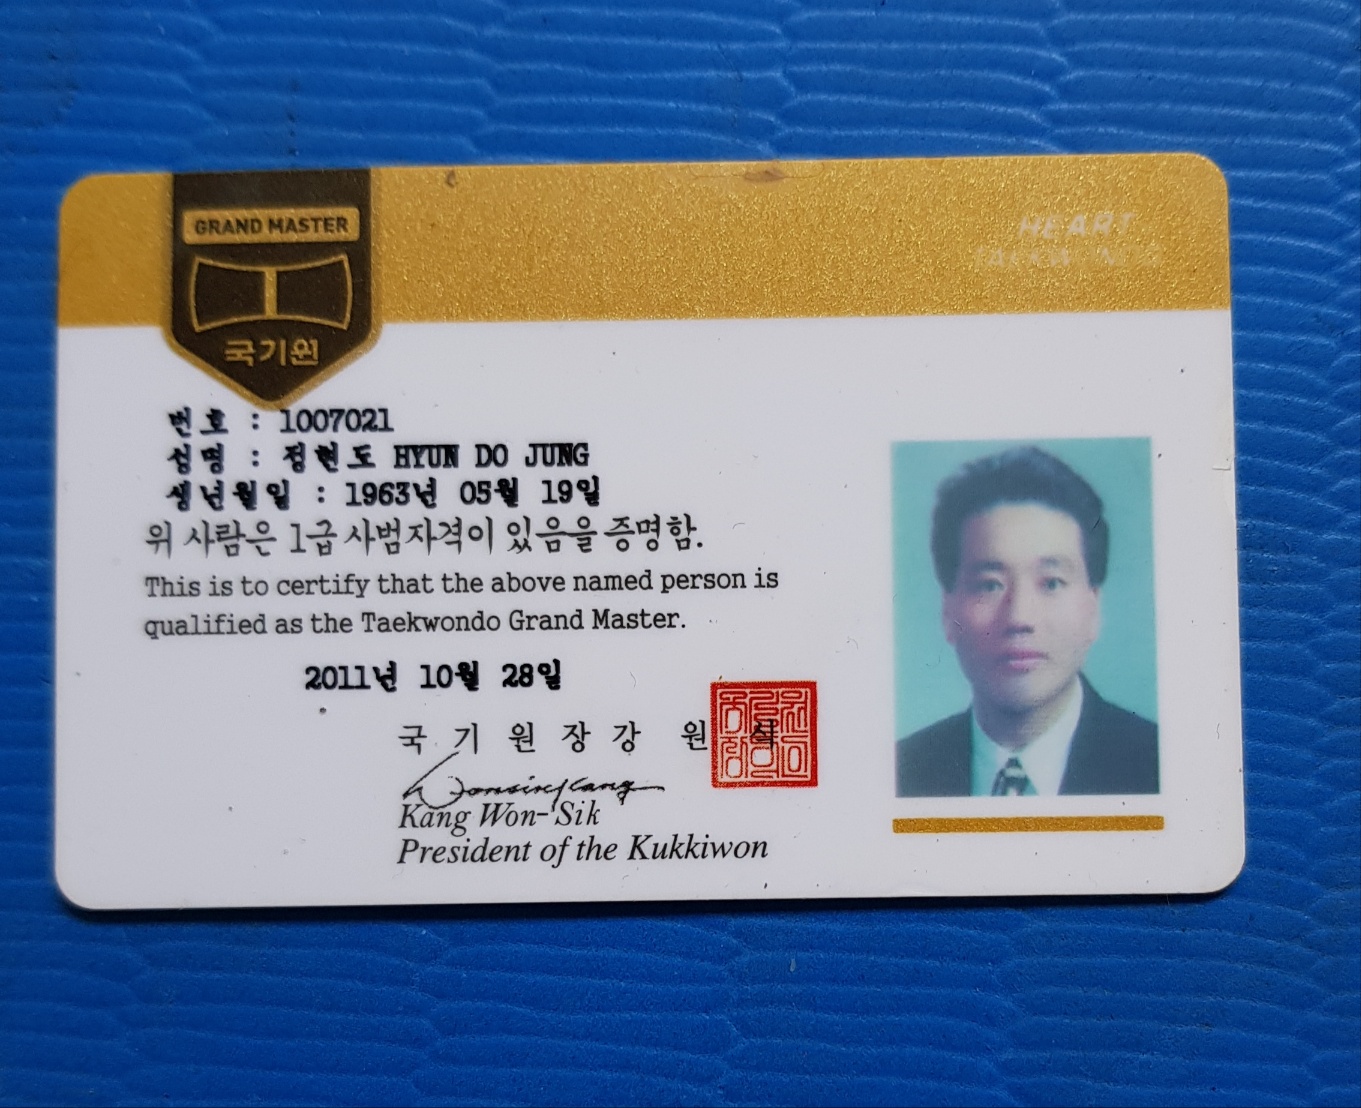 GRAND MASTER
국기원
HEART
TAEKWONDO
번호 : 1007021
성명 : 정현도 HYUN DO JUNG
생년월일 : 1963년 05월 19일
위 사람은 1급 사범자격이 있음을 증명함.
This is to certify that the above named person is
qualified as the Taekwondo Grand Master.
2011년 10월 28일
국 기 원 장 강 원 식
Kang Won-Sik
President of the Kukkiwon